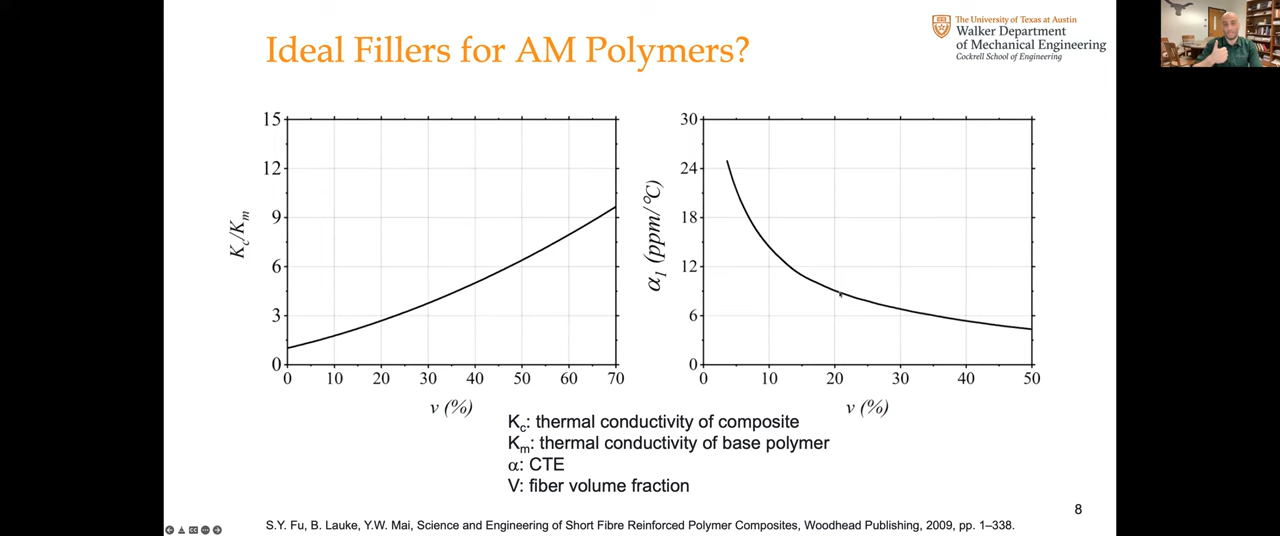 Ideal Fillers for AM Polymers?
The University of Texas at Austin
Walker Department
of Mechanical Engineering
Cockrell School of Engineering
15
12
9
6
3
0
K_c/K_m
0 10 20 30 40 50 60 70
v (%)
30
24
18
12
6
0
α_1 (ppm/°C)
0 10 20 30 40 50
v (%)
K_c: thermal conductivity of composite
K_m: thermal conductivity of base polymer
α: CTE
V: fiber volume fraction
8
S.Y. Fu, B. Lauke, Y.W. Mai, Science and Engineering of Short Fibre Reinforced Polymer Composites, Woodhead Publishing, 2009, pp. 1–338.